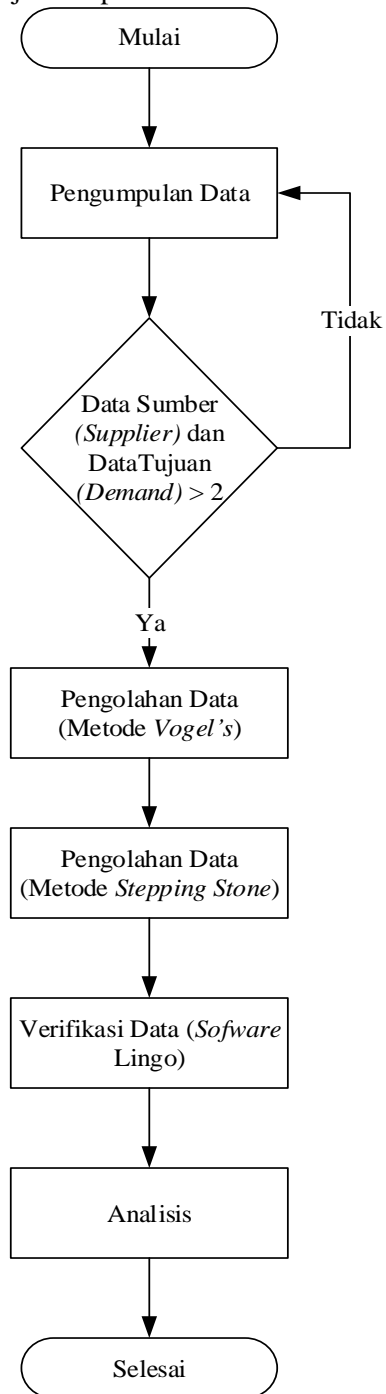 Mulai
Pengumpulan Data
Tidak
Data Sumber
(Supplier) dan
DataTujuan
(Demand) > 2
Ya
Pengolahan Data
(Metode Vogel’s)
Pengolahan Data
(Metode Stepping Stone)
Verifikasi Data (Sofware
Lingo)
Analisis
Selesai